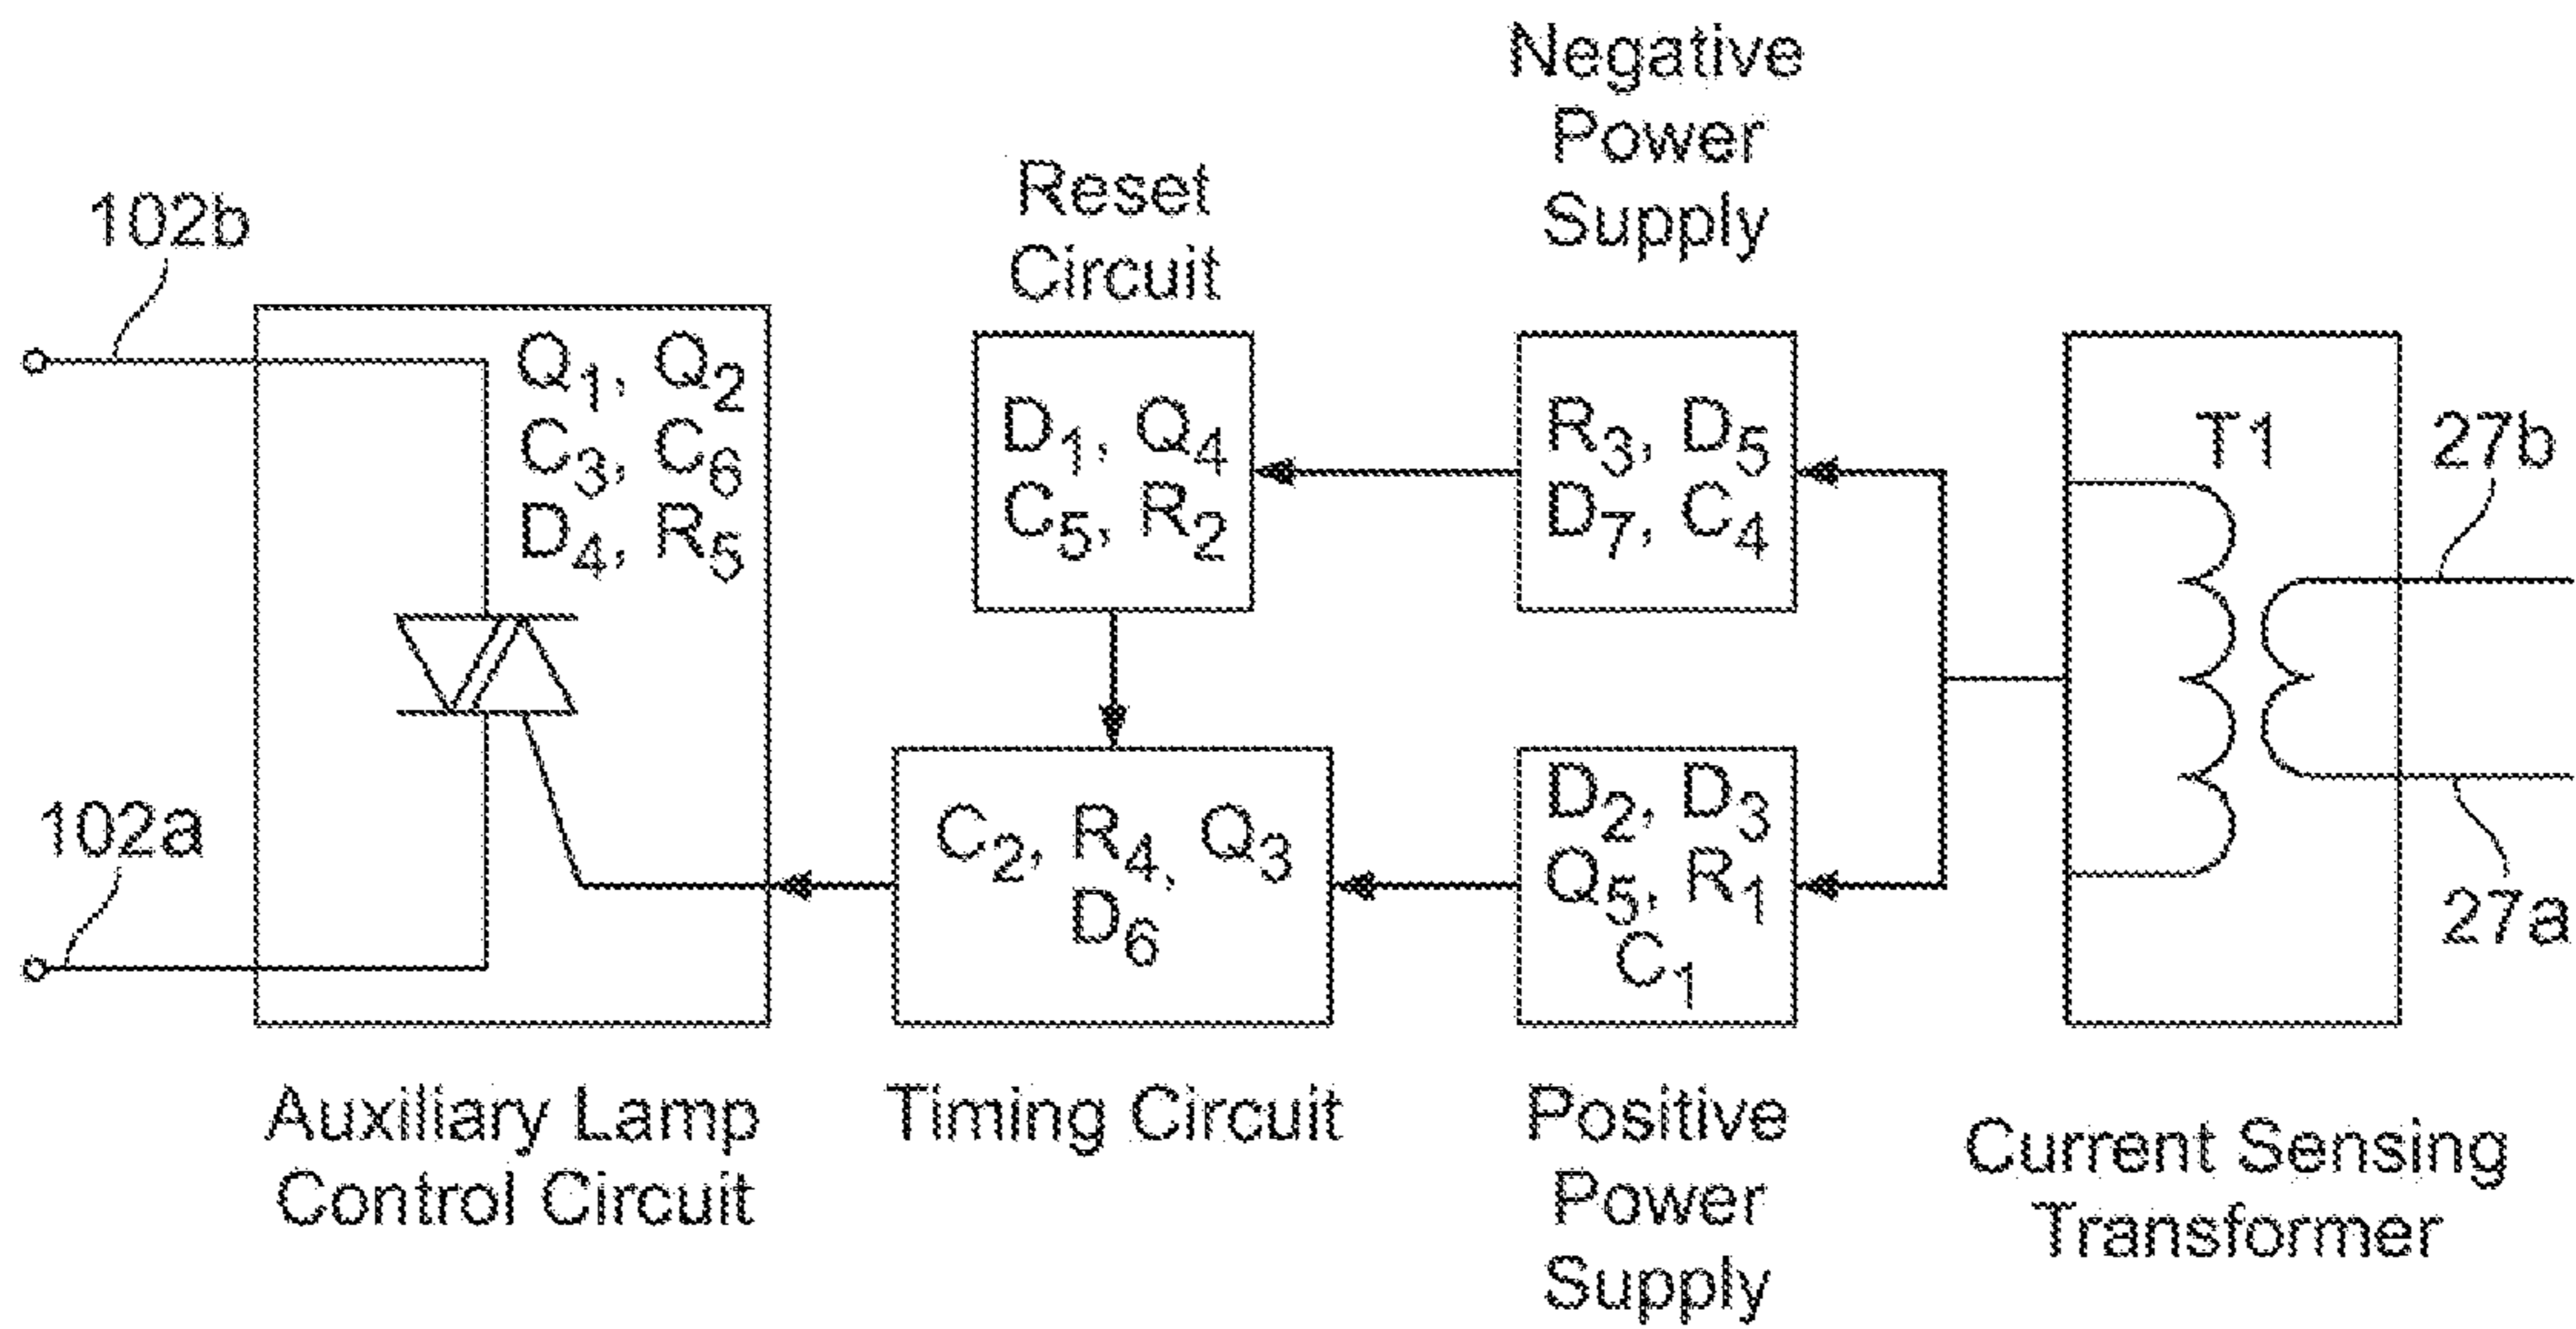 Negative
Power
Supply
Reset
Circuit
102b
Q1, Q2
C3, C6
D4, R5
D1, Q4
C5, R2
R3, D5
D7, C4
T1
27b
102a
C2, R4, Q3
D6
D2, D3
Q5, R1
C1
27a
Auxiliary Lamp
Control Circuit
Timing Circuit
Positive
Power
Supply
Current Sensing
Transformer